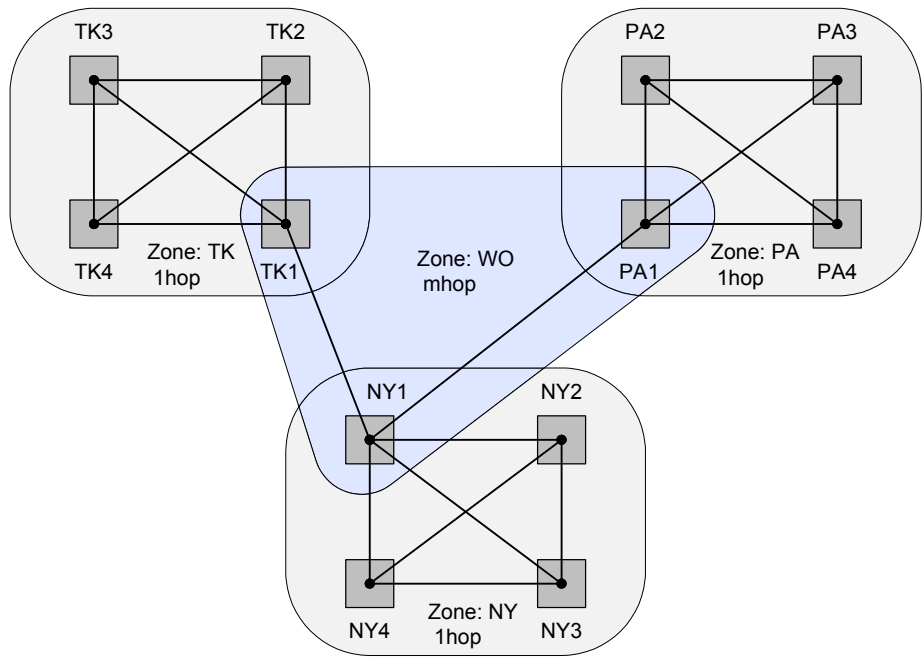 TK3
TK2
PA2
PA3
Zone: TK
1hop
TK4
TK1
Zone: WO
mhop
Zone: PA
1hop
PA1
PA4
NY1
NY2
Zone: NY
1hop
NY4
NY3